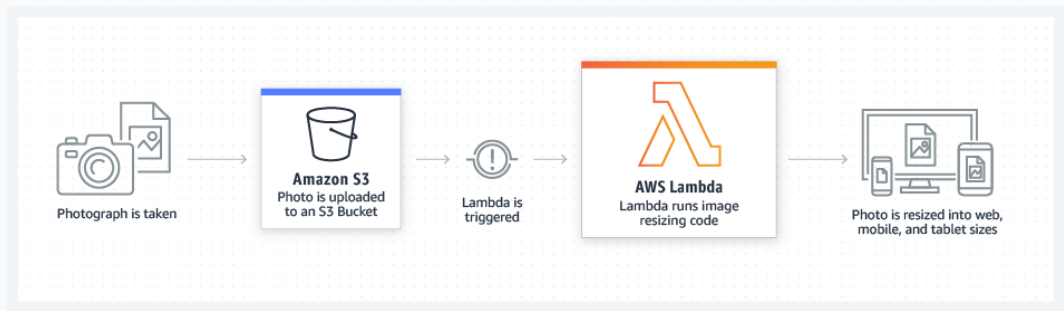 Photograph is taken
Amazon S3
Photo is uploaded
to an S3 Bucket
Lambda is
triggered
AWS Lambda
Lambda runs image
resizing code
Photo is resized into web,
mobile, and tablet sizes